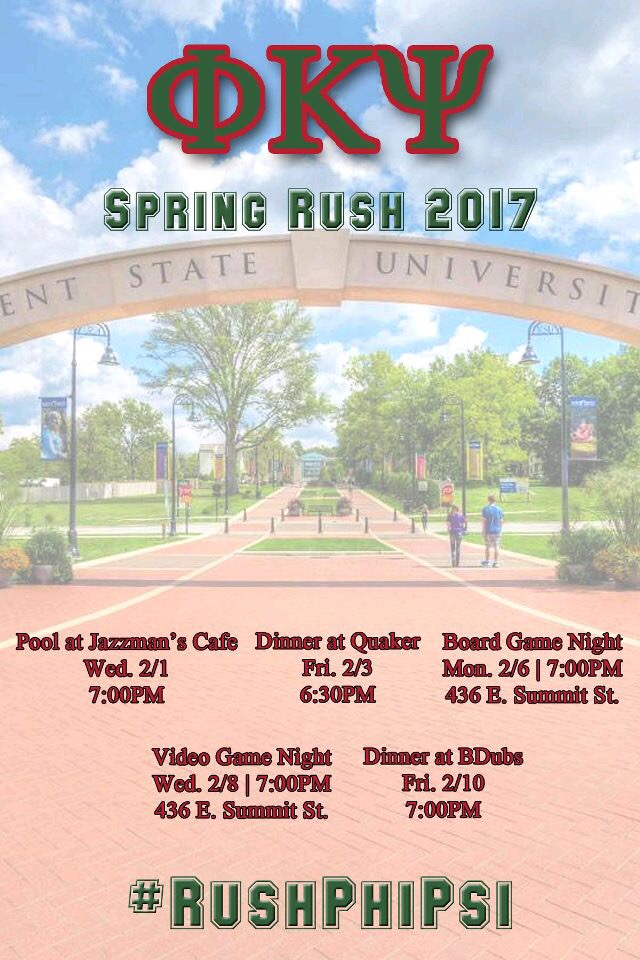 ΦΚΨ
SPRING RUSH 2017
ENT STATE UNIVERSIT
Pool at Jazzman's Cafe
Wed. 2/1
7:00PM
Dinner at Quaker
Fri. 2/3
6:30PM
Board Game Night
Mon. 2/6 | 7:00PM
436 E. Summit St.
Video Game Night
Wed. 2/8 | 7:00PM
436 E. Summit St.
Dinner at BDubs
Fri. 2/10
7:00PM
#RUSHPHIPSI